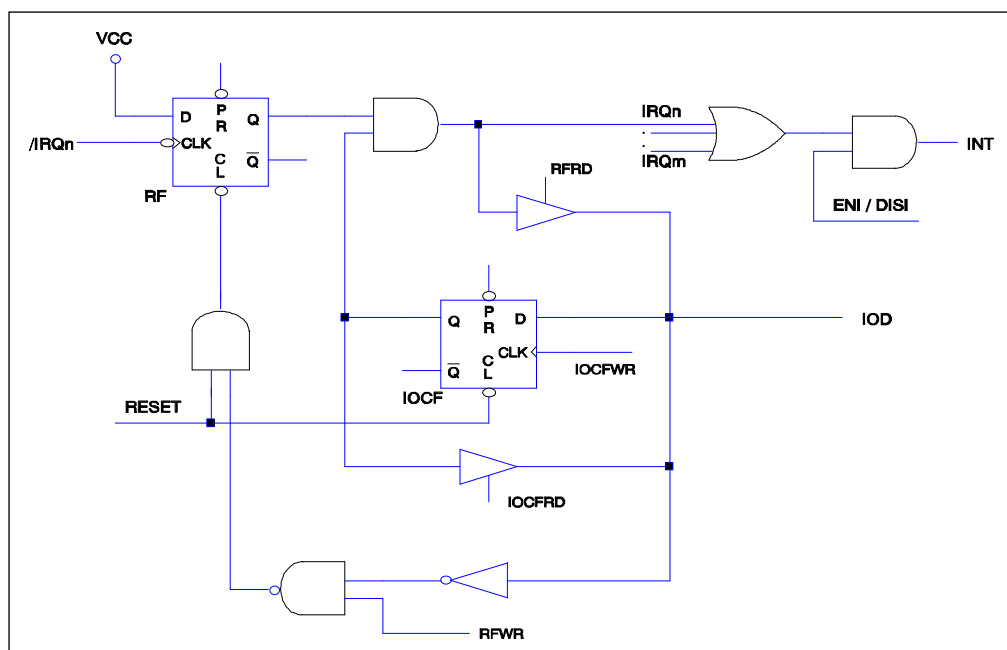 VCC
D
P
R
Q
/IRQn
CLK
C
L
Q
RF
IRQn
:
IRQm
INT
ENI / DISI
RFRD
Q
P
R
D
CLK
Q
C
L
IOCF
IOCFWR
IOD
RESET
IOCFRD
RFWR